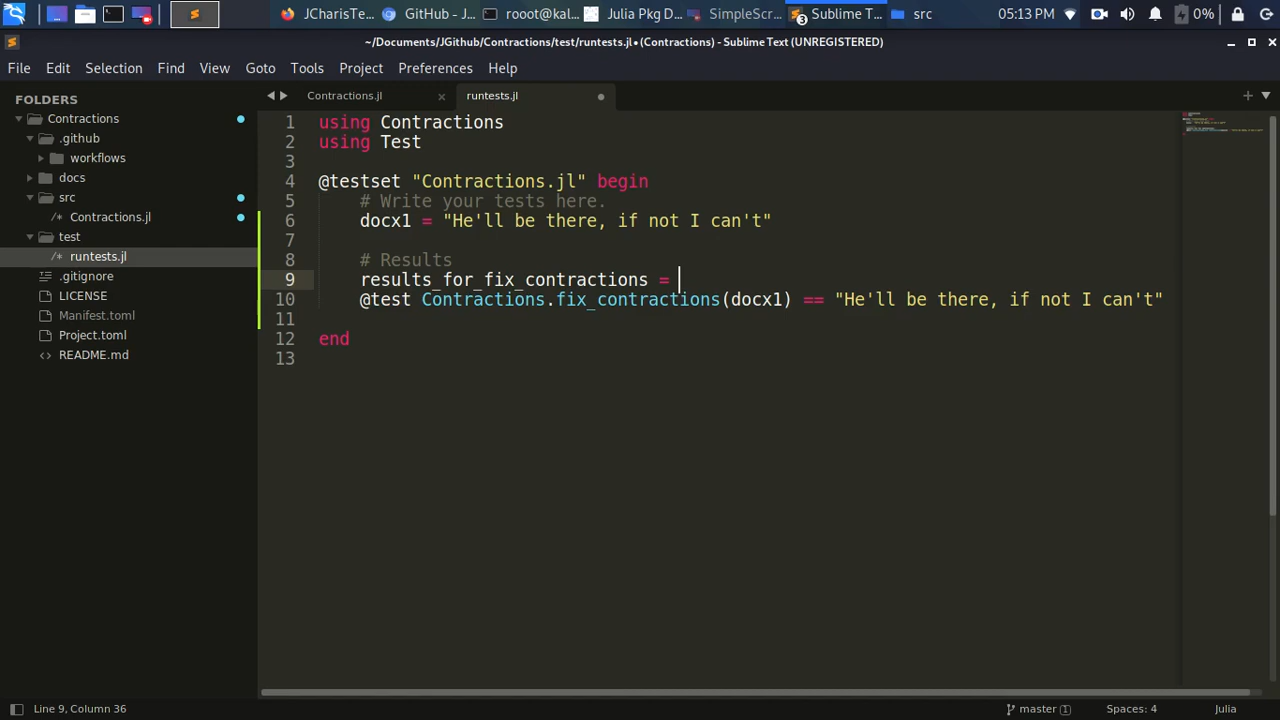 JCharisTe... GitHub - J... rooot@kal... Julia Pkg D... SimpleScr... 3 Sublime T... src 05:13 PM 0%
~/Documents/JGithub/Contractions/test/runtests.jl • (Contractions) - Sublime Text (UNREGISTERED)
File Edit Selection Find View Goto Tools Project Preferences Help
FOLDERS
Contractions
.github
workflows
docs
src
/* Contractions.jl
test
/* runtests.jl
.gitignore
LICENSE
Manifest.toml
Project.toml
README.md
Contractions.jl × runtests.jl
1 using Contractions
2 using Test
3
4 @testset "Contractions.jl" begin
5 # Write your tests here.
6 docx1 = "He'll be there, if not I can't"
7
8 # Results
9 results_for_fix_contractions =
10 @test Contractions.fix_contractions(docx1) == "He'll be there, if not I can't"
11
12 end
13
Line 9, Column 36 master 1 Spaces: 4 Julia